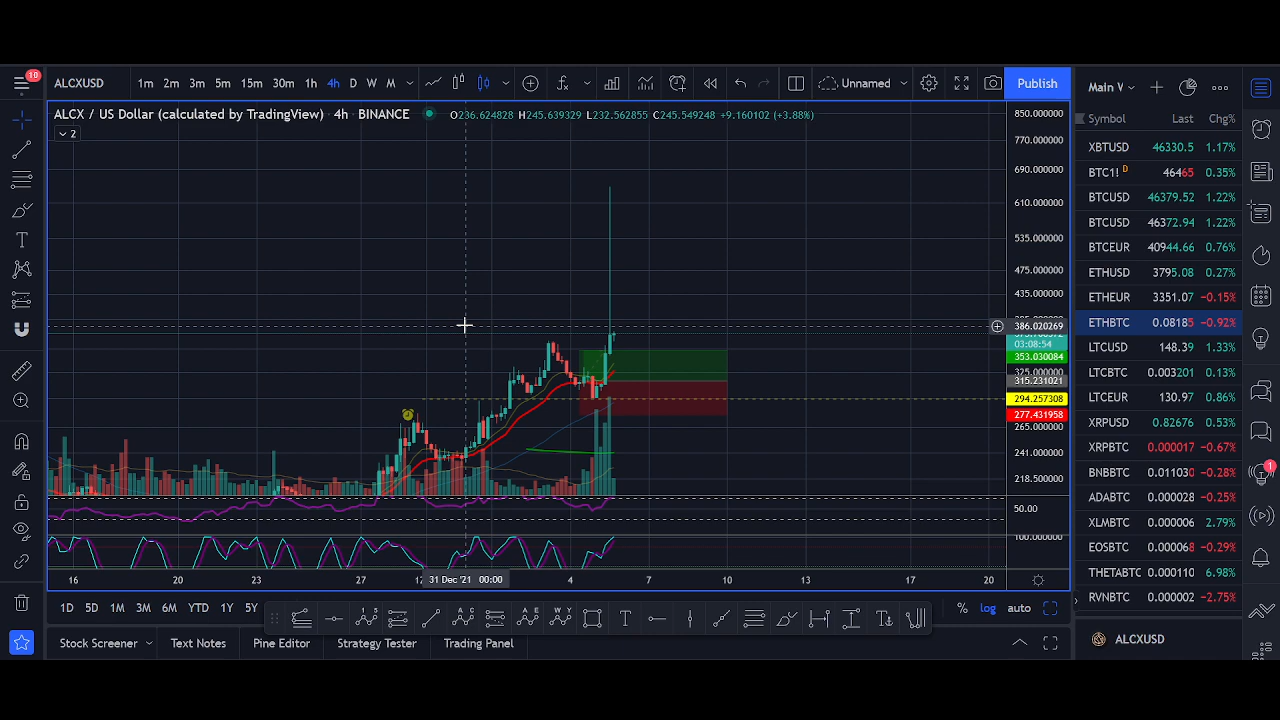 10
ALCXUSD 1m 2m 3m 5m 15m 30m 1h 4h D W M Unnamed Publish
ALCX / US Dollar (calculated by TradingView) · 4h · BINANCE O236.624828 H245.639329 L232.562855 C245.549248 +9.160102 (+3.88%)
2
850.000000
770.000000
690.000000
610.000000
535.000000
475.000000
435.000000
386.020269
03:08:54
353.030084
325.000000
315.231021
294.257308
277.431958
265.000000
241.000000
218.500000
50.00
100.000000
16 20 23 27 31 Dec '21 00:00 4 7 10 13 17 20
1D 5D 1M 3M 6M YTD 1Y 5Y % log auto
Stock Screener Text Notes Pine Editor Strategy Tester Trading Panel
Main V
Symbol Last Chg%
XBTUSD 46330.5 1.17%
BTC1! D 46465 0.35%
BTCUSD 46379.52 1.22%
BTCUSD 46372.94 1.22%
BTCEUR 40944.66 0.76%
ETHUSD 3795.08 0.27%
ETHEUR 3351.07 −0.15%
ETHBTC 0.08185 −0.92%
LTCUSD 148.39 1.33%
LTCBTC 0.003201 0.13%
LTCEUR 130.97 0.86%
XRPUSD 0.82676 0.53%
XRPBTC 0.000017 −0.67%
BNBBTC 0.011030 −0.28%
ADABTC 0.000028 −0.25%
XLMBTC 0.000006 2.79%
EOSBTC 0.000068 −0.29%
THETABTC 0.000110 6.98%
RVNBTC 0.000002 −2.75%
ALCXUSD
1